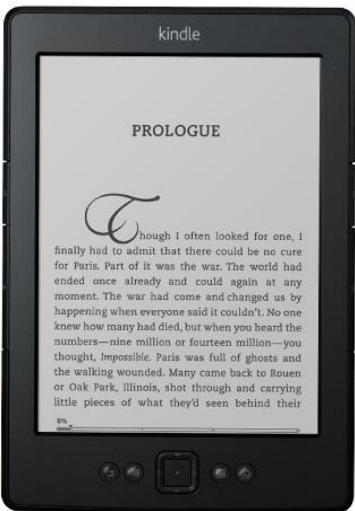 kindle
PROLOGUE
Though I often looked for one, I
finally had to admit that there could be no cure
for Paris. Part of it was the war. The world had
ended once already and could again at any
moment. The war had come and changed us by
happening when everyone said it couldn't. No one
knew how many had died, but when you heard the
numbers—nine million or fourteen million—you
thought, Impossible. Paris was full of ghosts and
the walking wounded. Many came back to Rouen
or Oak Park, Illinois, shot through and carrying
little pieces of what they'd seen behind their